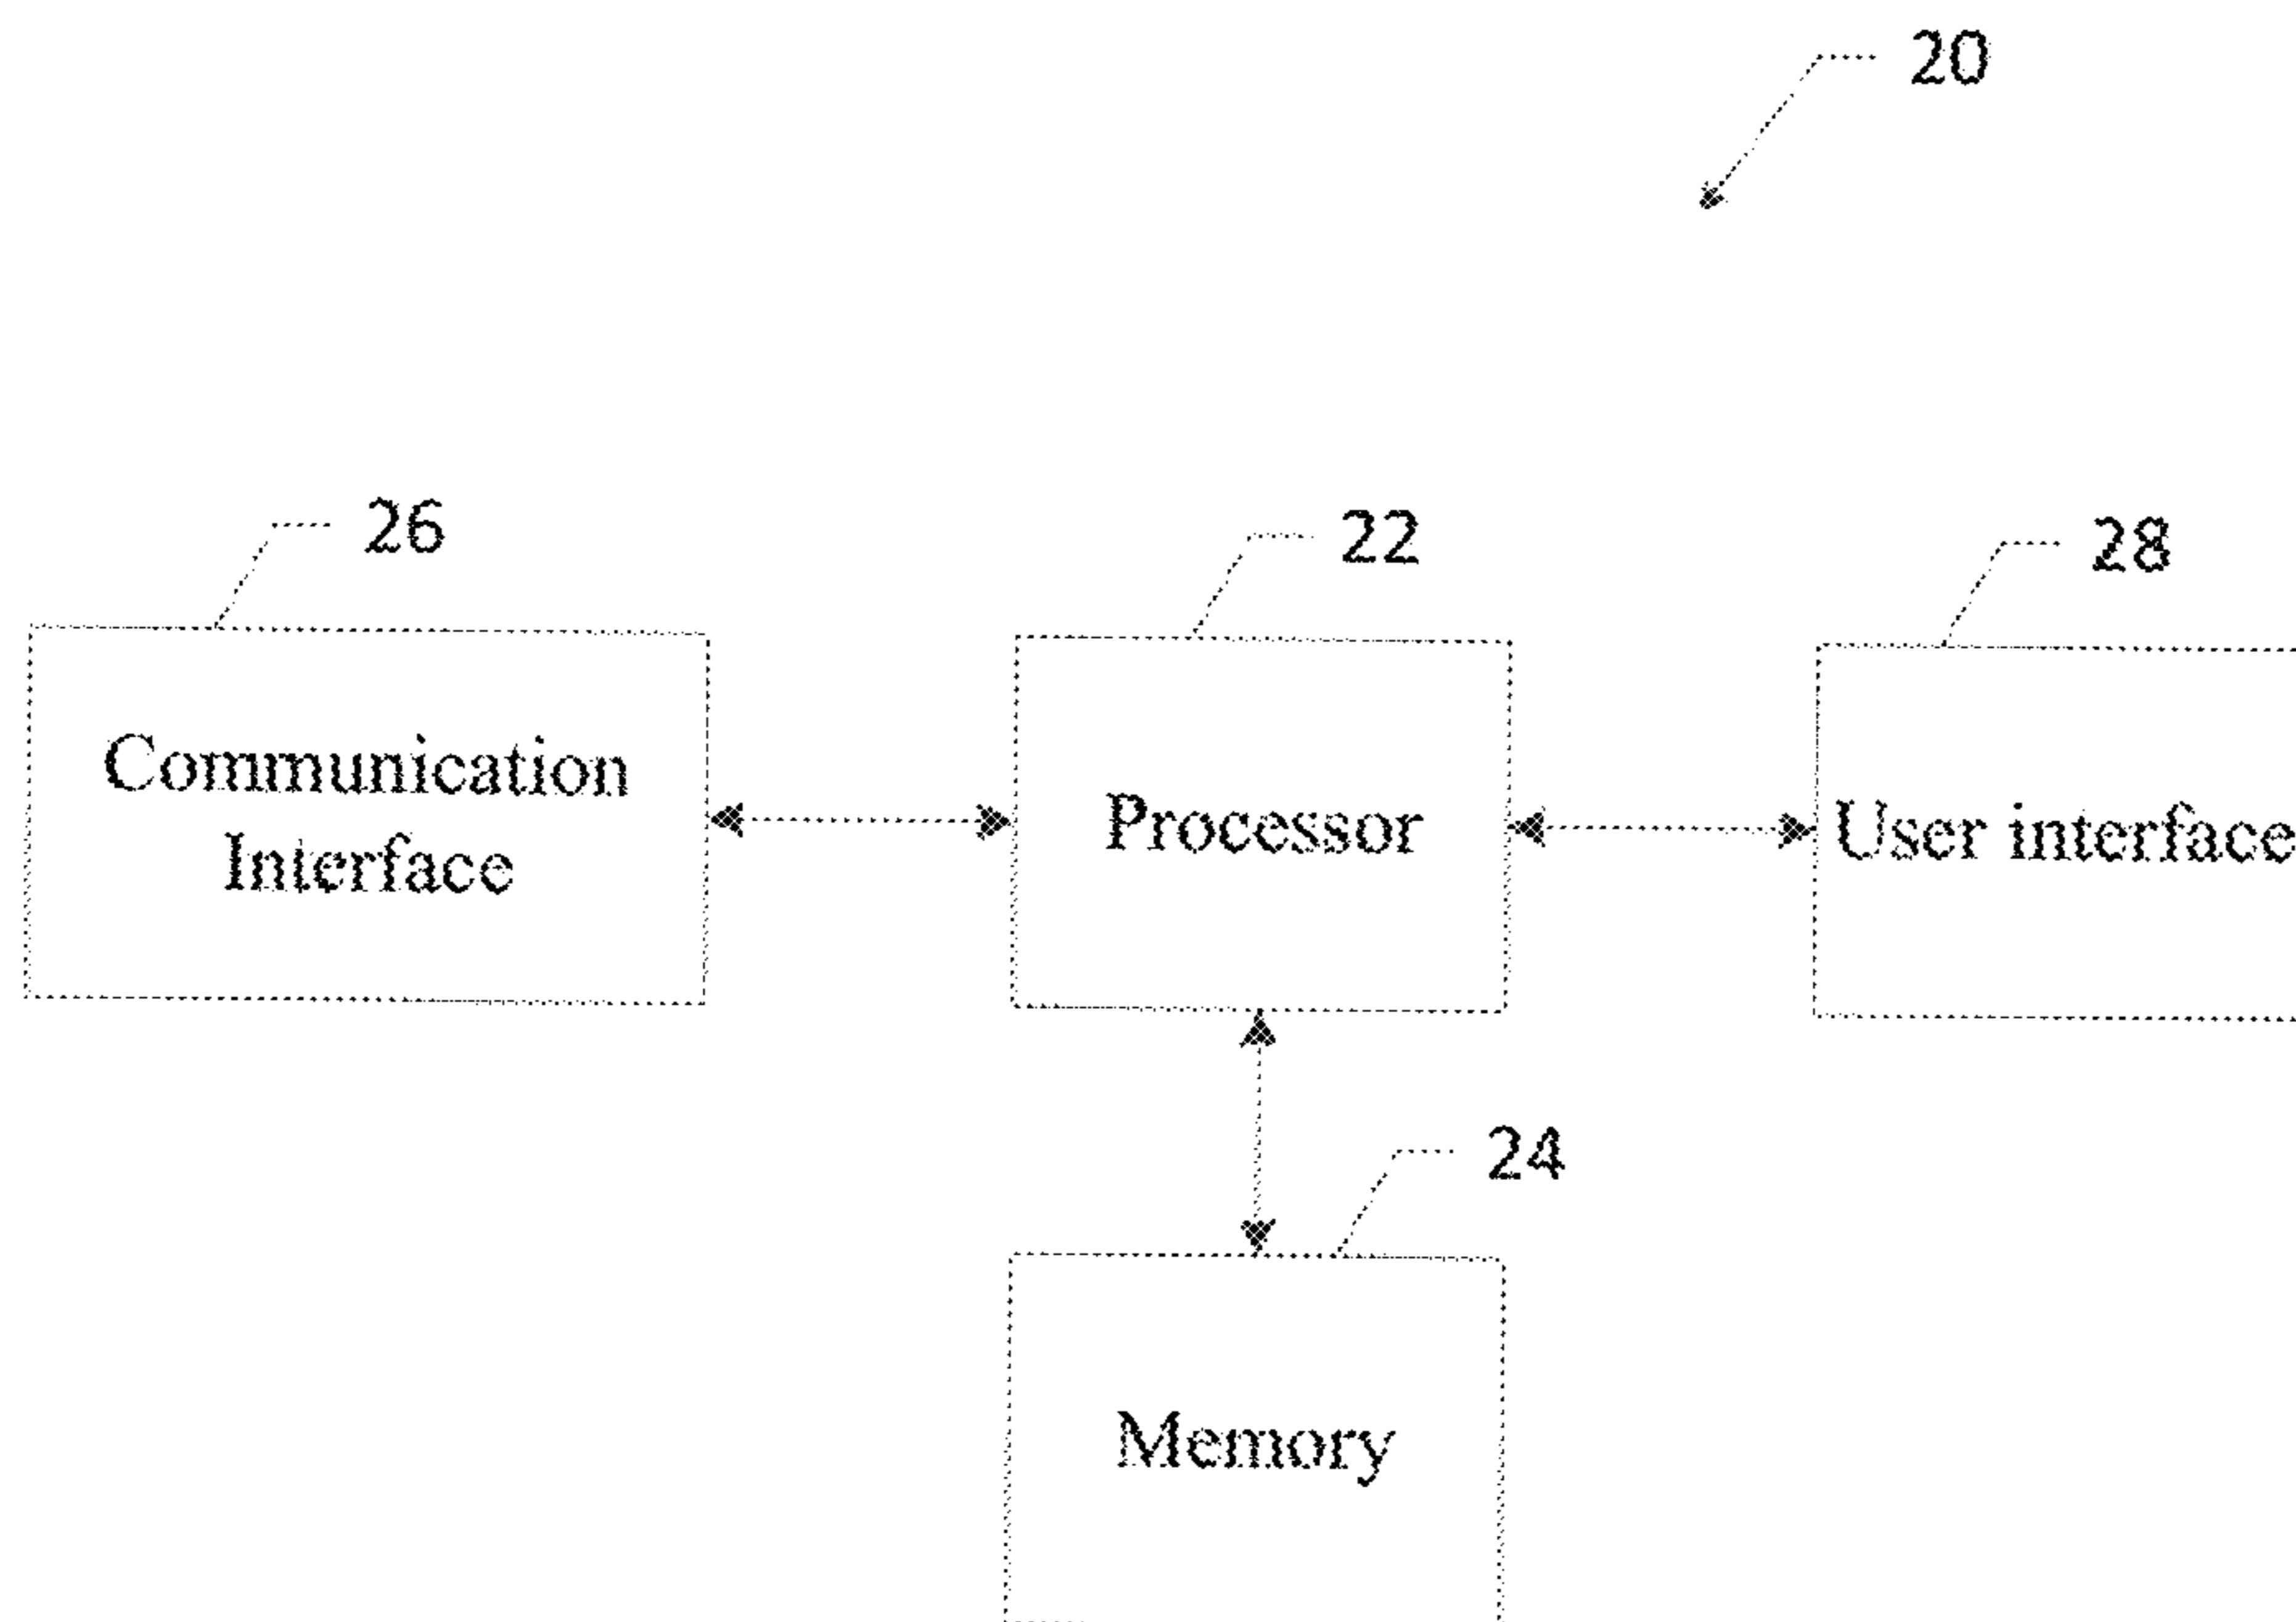 20
26
22
28
Communication
Interface
Processor
User interface
24
Memory